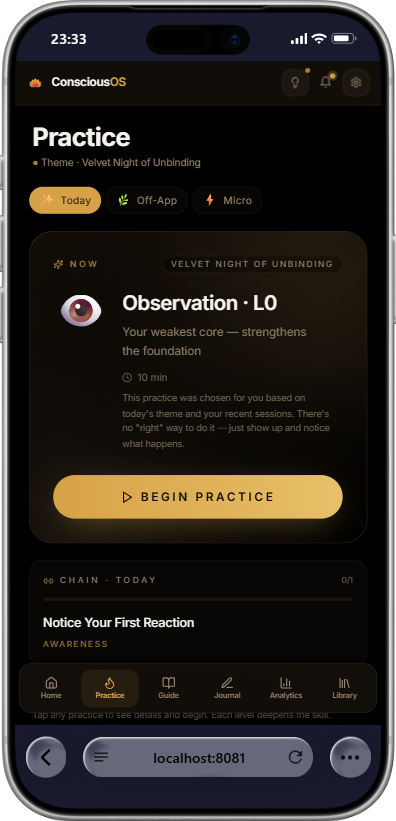 23:33
ConsciousOS
Practice
Theme · Velvet Night of Unbinding
Today
Off-App
Micro
NOW
VELVET NIGHT OF UNBINDING
Observation · L0
Your weakest core — strengthens
the foundation
10 min
This practice was chosen for you based on
today's theme and your recent sessions. There's
no "right" way to do it — just show up and notice
what happens.
BEGIN PRACTICE
CHAIN · TODAY
0/1
Notice Your First Reaction
AWARENESS
Home
Practice
Guide
Journal
Analytics
Library
Tap any practice to see details and begin. Each level deepens the skill.
localhost:8081